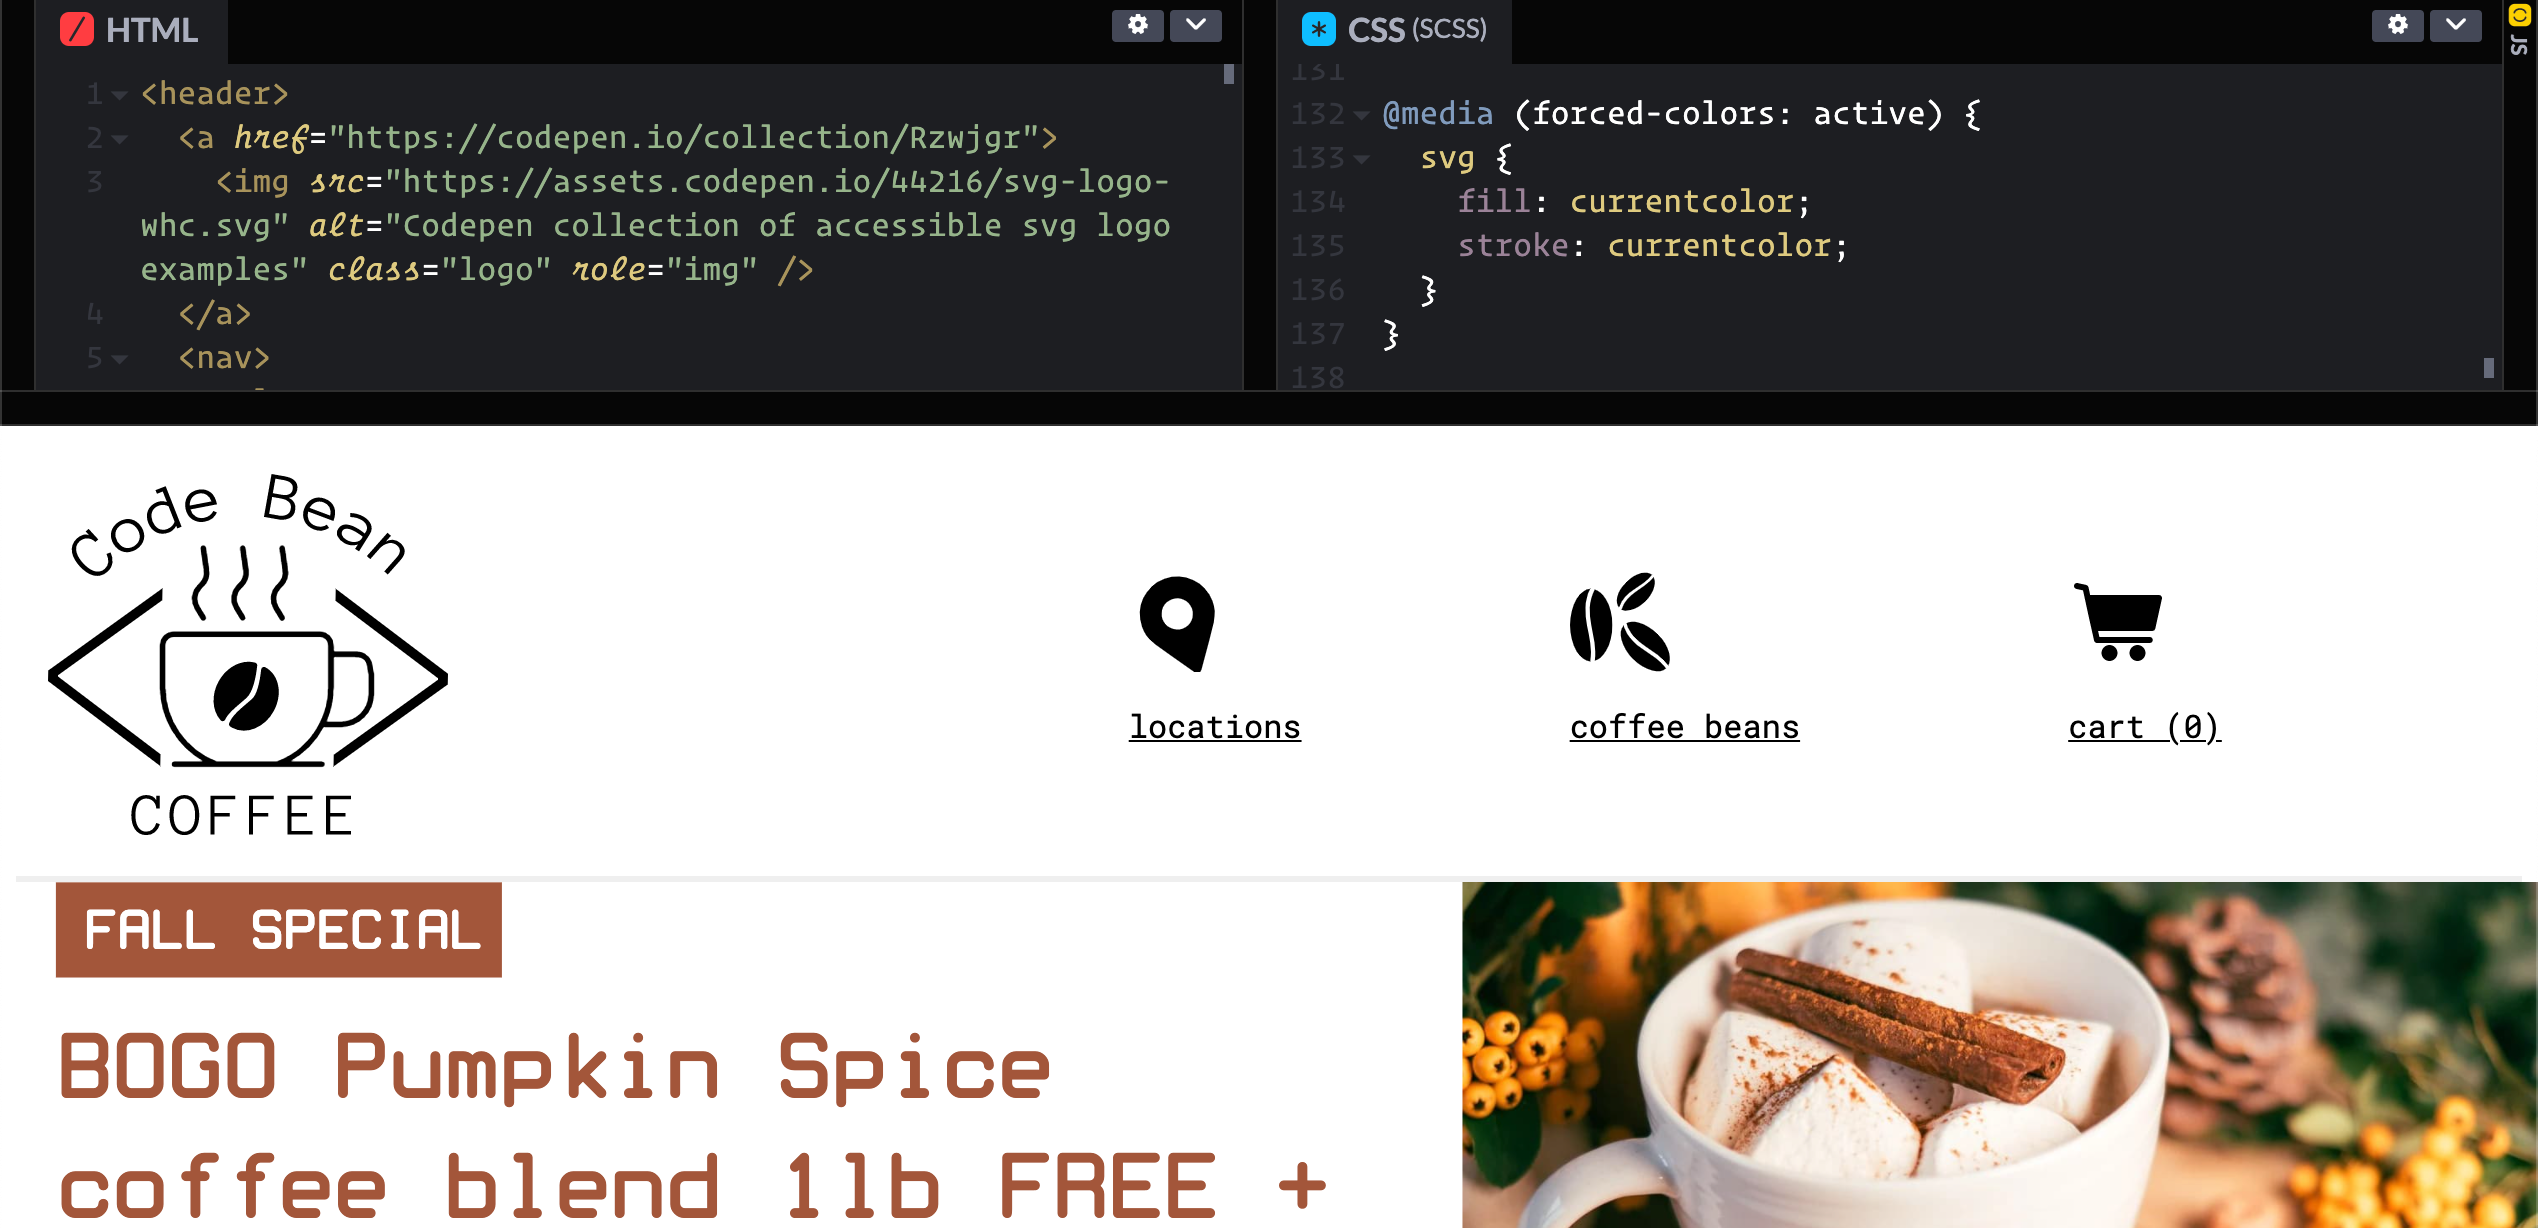 HTML
1 <header>
2 <a href="https://codepen.io/collection/Rzwjgr">
3 <img src="https://assets.codepen.io/44216/svg-logo-
whc.svg" alt="Codepen collection of accessible svg logo
examples" class="logo" role="img" />
4 </a>
5 <nav>
* CSS (SCSS)
131
132 @media (forced-colors: active) {
133 svg {
134 fill: currentcolor;
135 stroke: currentcolor;
136 }
137 }
138
JS
Code Bean
COFFEE
locations
coffee beans
cart (0)
FALL SPECIAL
BOGO Pumpkin Spice
coffee blend 1lb FREE +